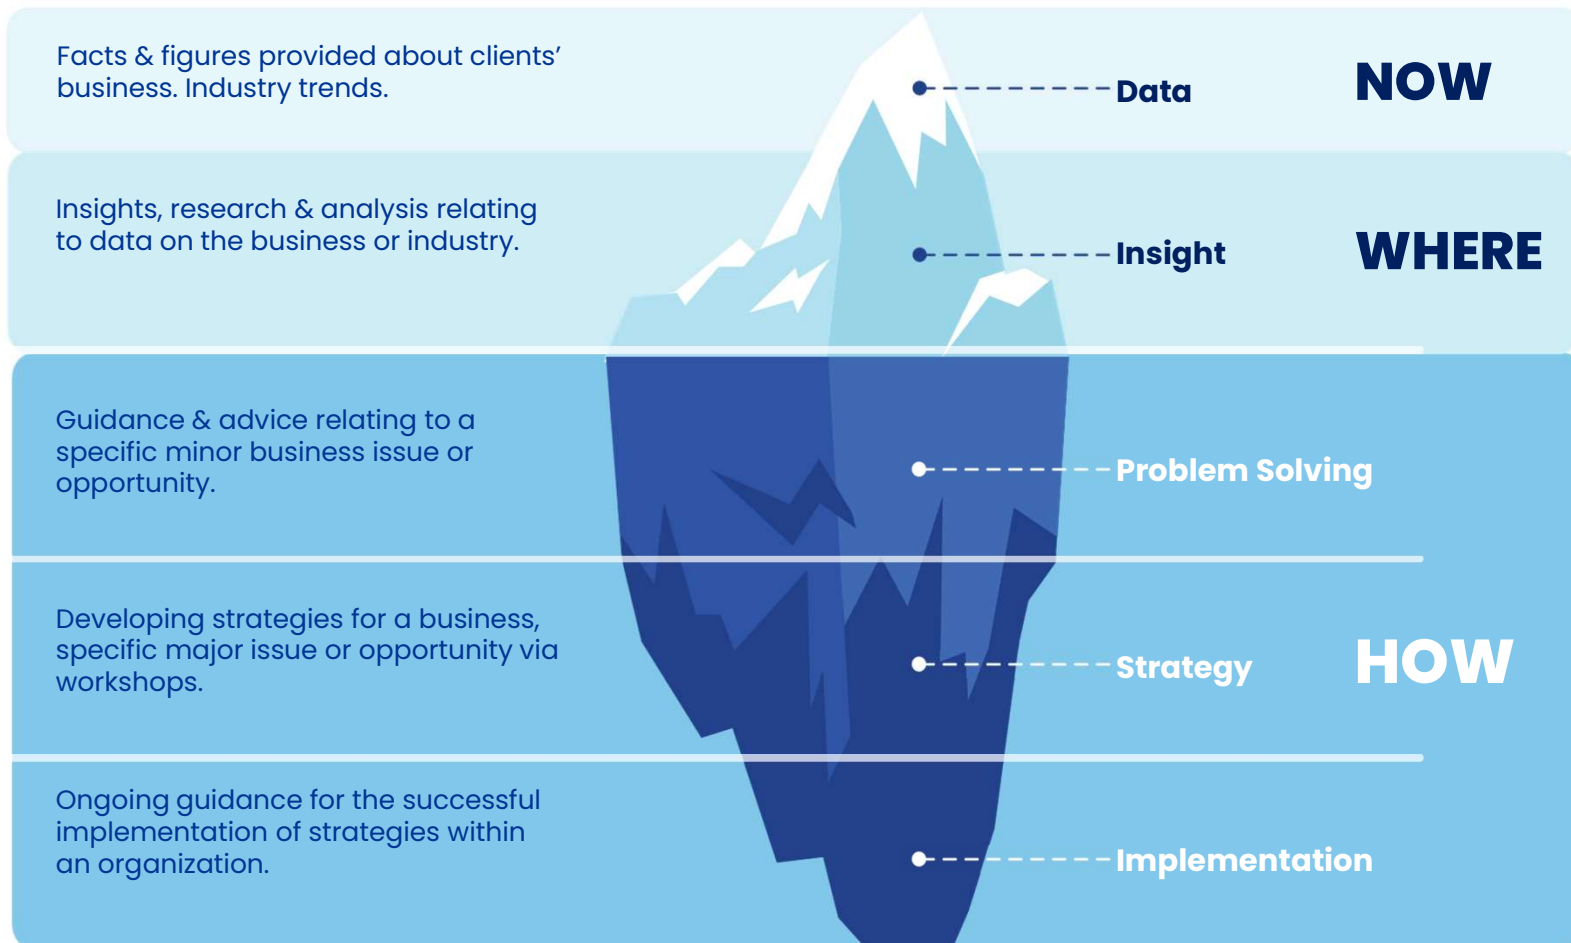 Facts & figures provided about clients’
business. Industry trends.
Data
NOW
Insights, research & analysis relating
to data on the business or industry.
Insight
WHERE
Guidance & advice relating to a
specific minor business issue or
opportunity.
Problem Solving
Developing strategies for a business,
specific major issue or opportunity via
workshops.
Strategy
HOW
Ongoing guidance for the successful
implementation of strategies within
an organization.
Implementation